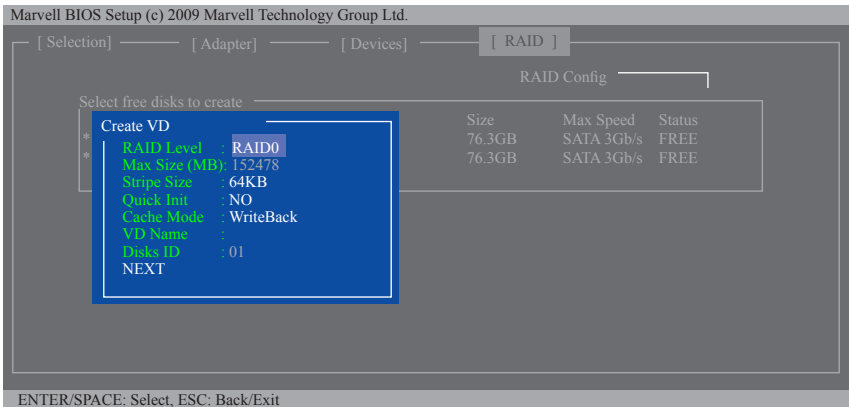 Marvell BIOS Setup (c) 2009 Marvell Technology Group Ltd.
[ Selection] [ Adapter] [ Devices] [ RAID ]
RAID Config
Select free disks to create
Size Max Speed Status
* 76.3GB SATA 3Gb/s FREE
* 76.3GB SATA 3Gb/s FREE
Create VD
RAID Level : RAID0
Max Size (MB): 152478
Stripe Size : 64KB
Quick Init : NO
Cache Mode : WriteBack
VD Name :
Disks ID : 01
NEXT
ENTER/SPACE: Select, ESC: Back/Exit